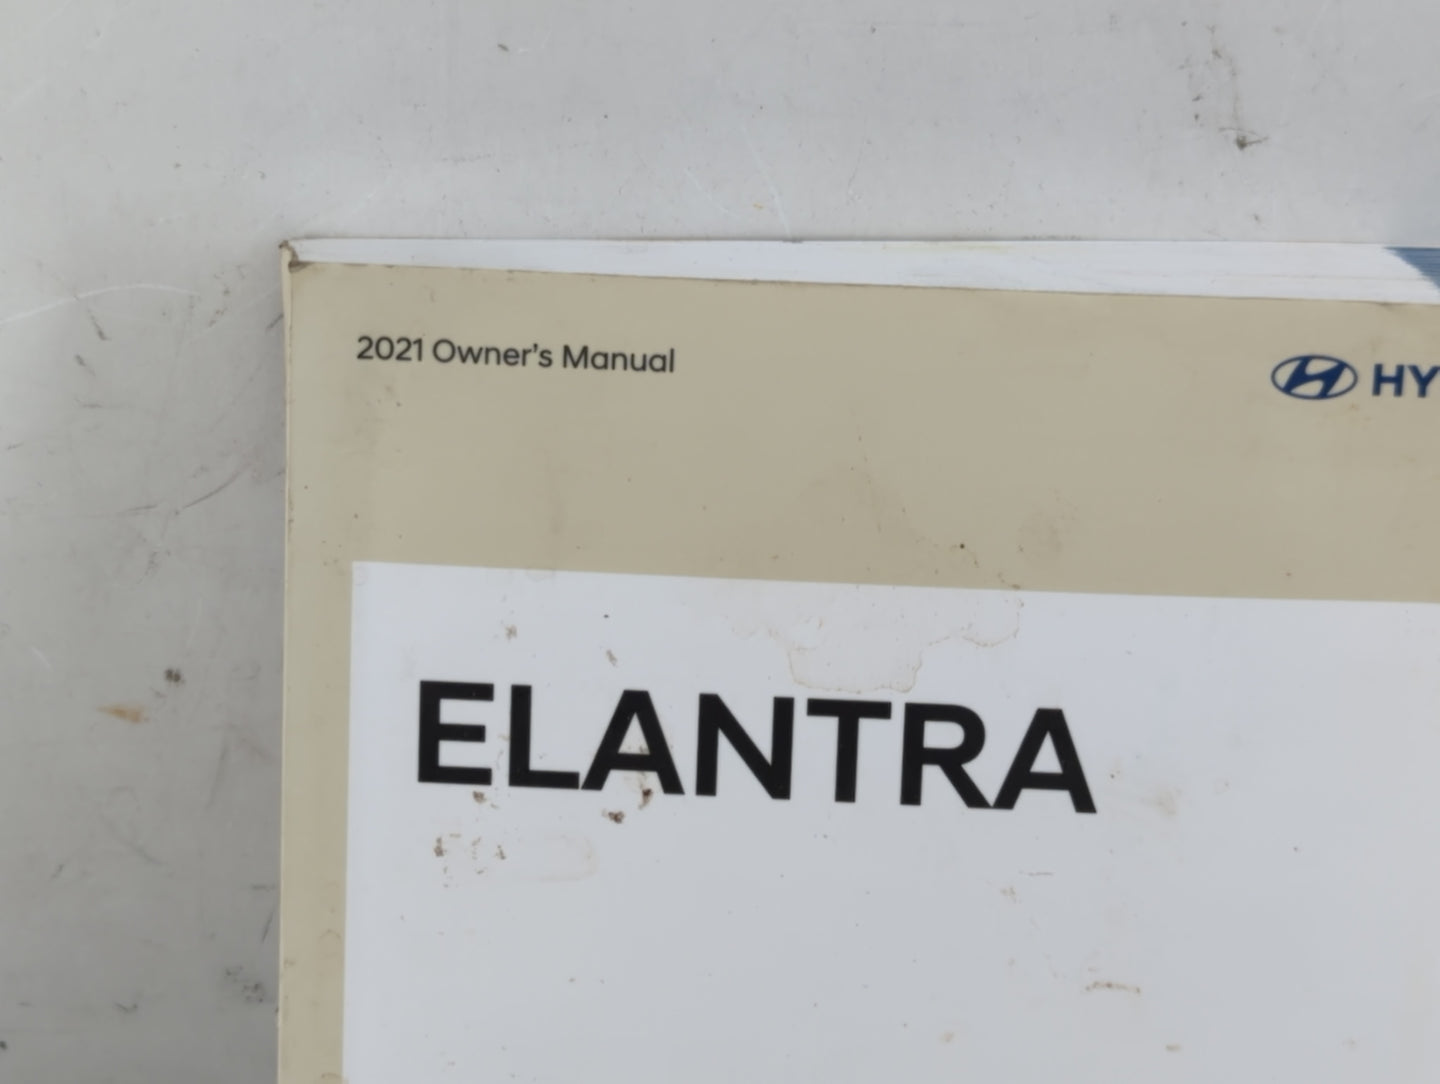 2021 Owner's Manual
HY
ELANTRA